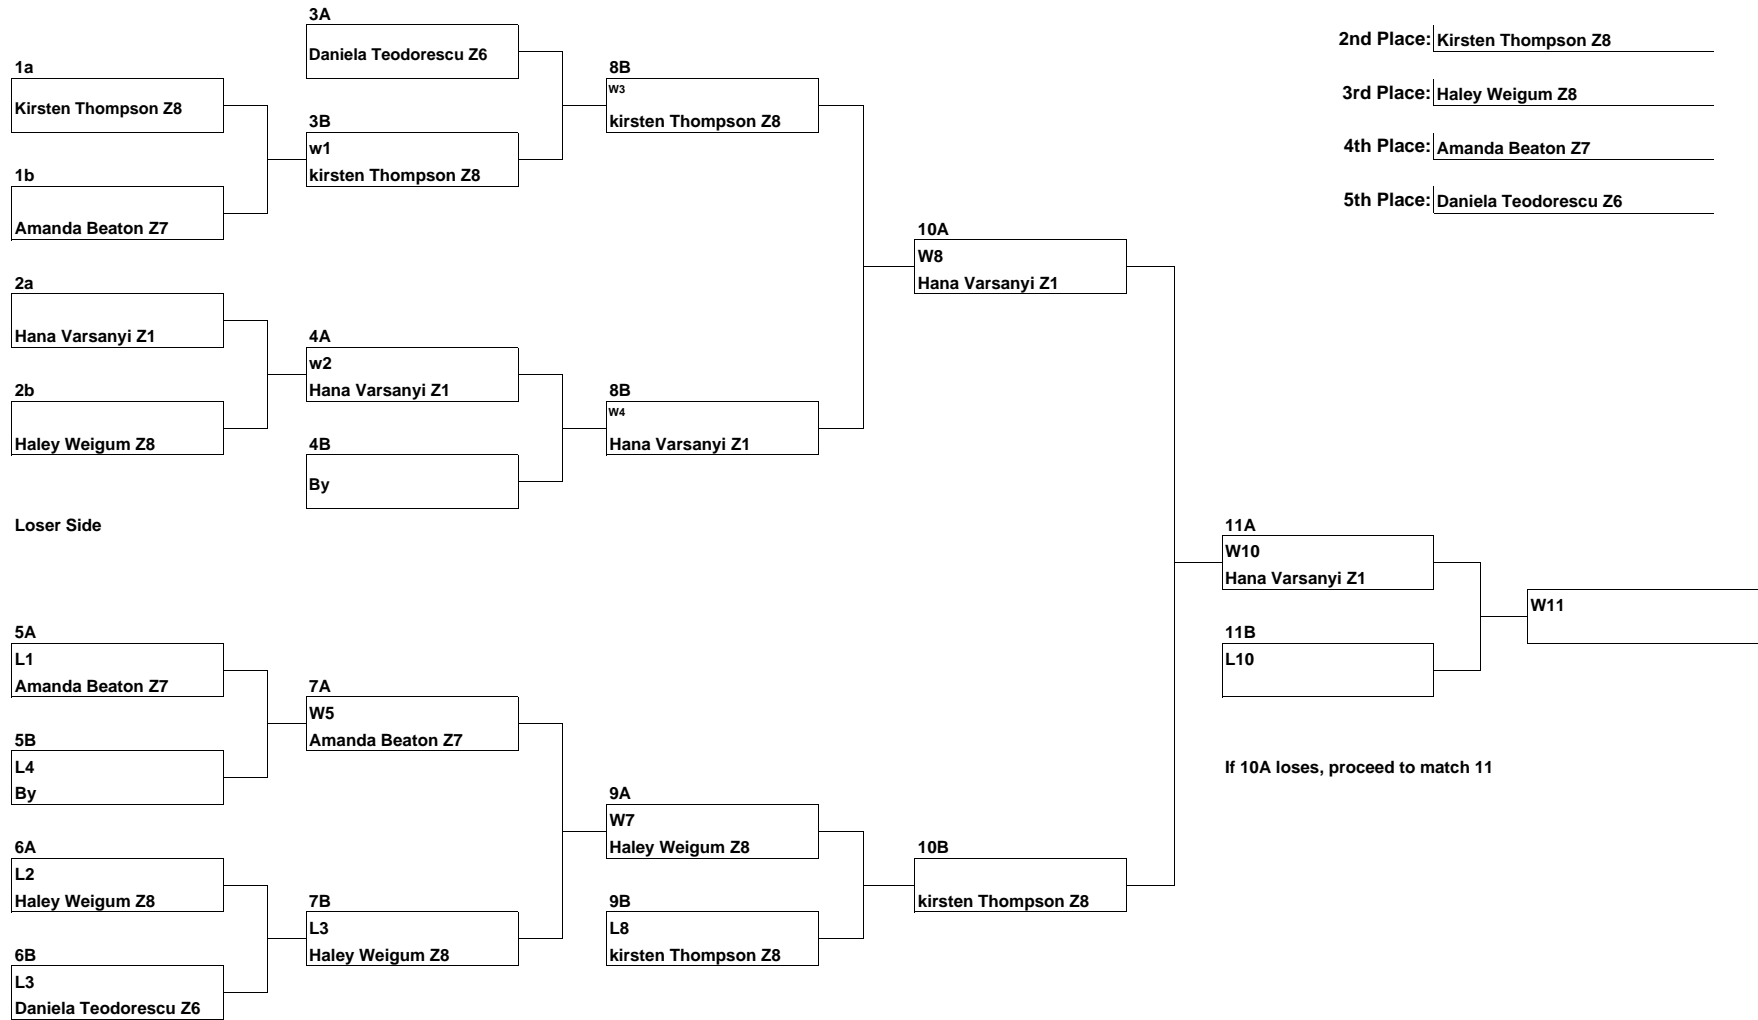 3A
Daniela Teodorescu Z6
2nd Place: Kirsten Thompson Z8
1a
Kirsten Thompson Z8
8B
W3
kirsten Thompson Z8
3rd Place: Haley Weigum Z8
3B
w1
kirsten Thompson Z8
4th Place: Amanda Beaton Z7
1b
Amanda Beaton Z7
5th Place: Daniela Teodorescu Z6
10A
W8
Hana Varsanyi Z1
2a
Hana Varsanyi Z1
4A
w2
Hana Varsanyi Z1
2b
Haley Weigum Z8
8B
W4
Hana Varsanyi Z1
4B
By
Loser Side
11A
W10
Hana Varsanyi Z1
W11
5A
L1
Amanda Beaton Z7
11B
L10
7A
W5
Amanda Beaton Z7
5B
L4
By
If 10A loses, proceed to match 11
9A
W7
Haley Weigum Z8
6A
L2
Haley Weigum Z8
10B
kirsten Thompson Z8
7B
L3
Haley Weigum Z8
9B
L8
kirsten Thompson Z8
6B
L3
Daniela Teodorescu Z6